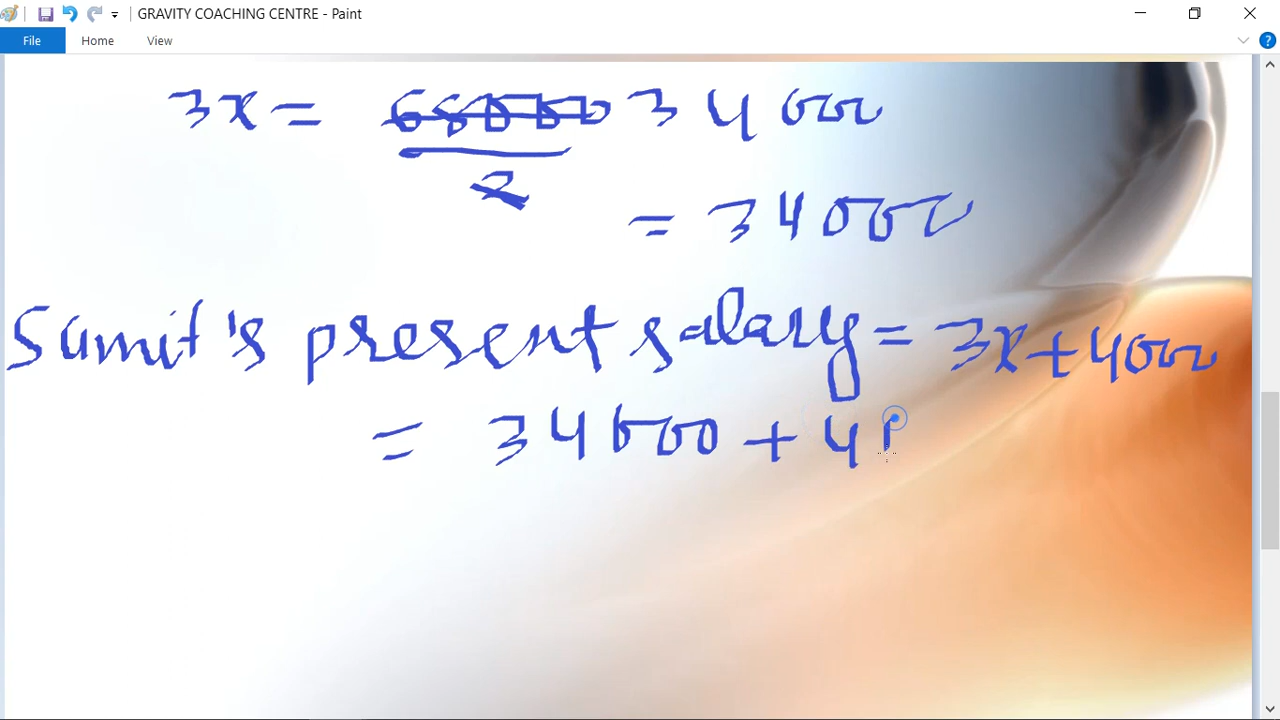 GRAVITY COACHING CENTRE - Paint
File Home View
3x = 68000 34000
2
= 34000
Sumit's present salary = 3x + 4000
= 34000 + 4